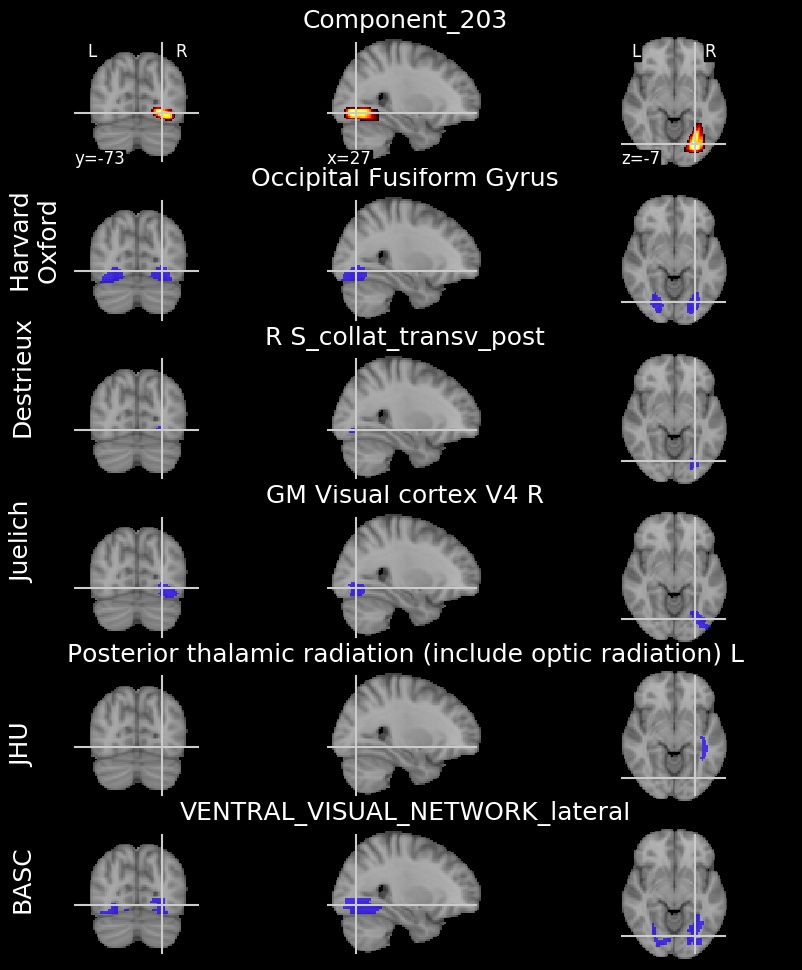 Component_203
L R L R
y=-73 x=27 z=-7
Occipital Fusiform Gyrus
Harvard
Oxford
R S_collat_transv_post
Destrieux
GM Visual cortex V4 R
Juelich
Posterior thalamic radiation (include optic radiation) L
JHU
VENTRAL_VISUAL_NETWORK_lateral
BASC